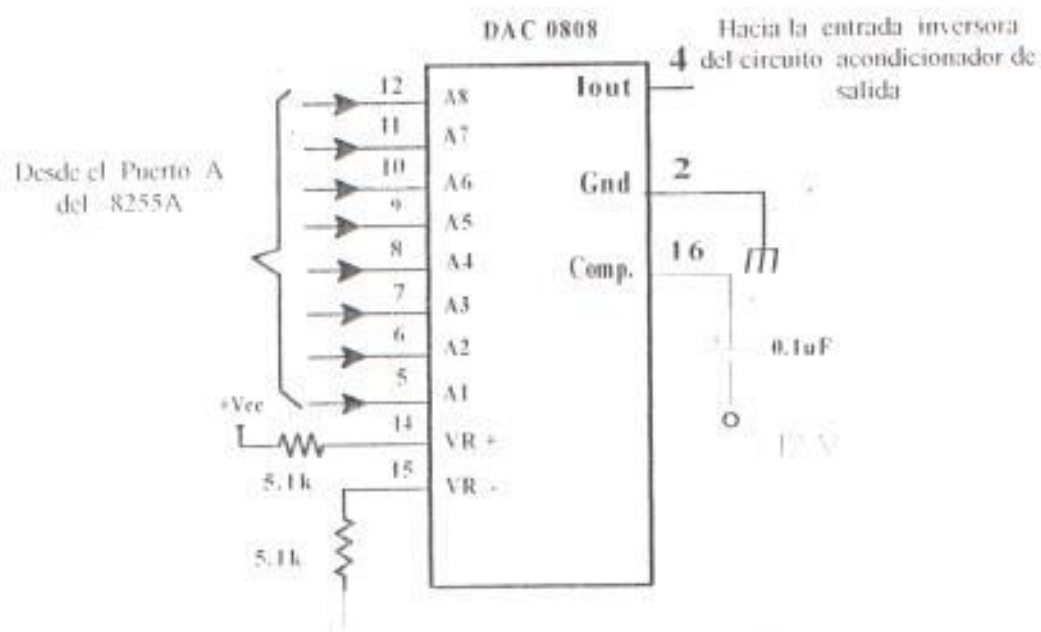 DAC 0808
Hacia la entrada inversora
del circuito acondicionador de
salida
4
Iout
12
A8
11
A7
10
A6
9
A5
8
A4
7
A3
6
A2
5
A1
Desde el Puerto A
del 8255A
Gnd
2
16
Comp.
0.1uF
12 V
+Vcc
14
VR +
5.1k
15
VR -
5.1k